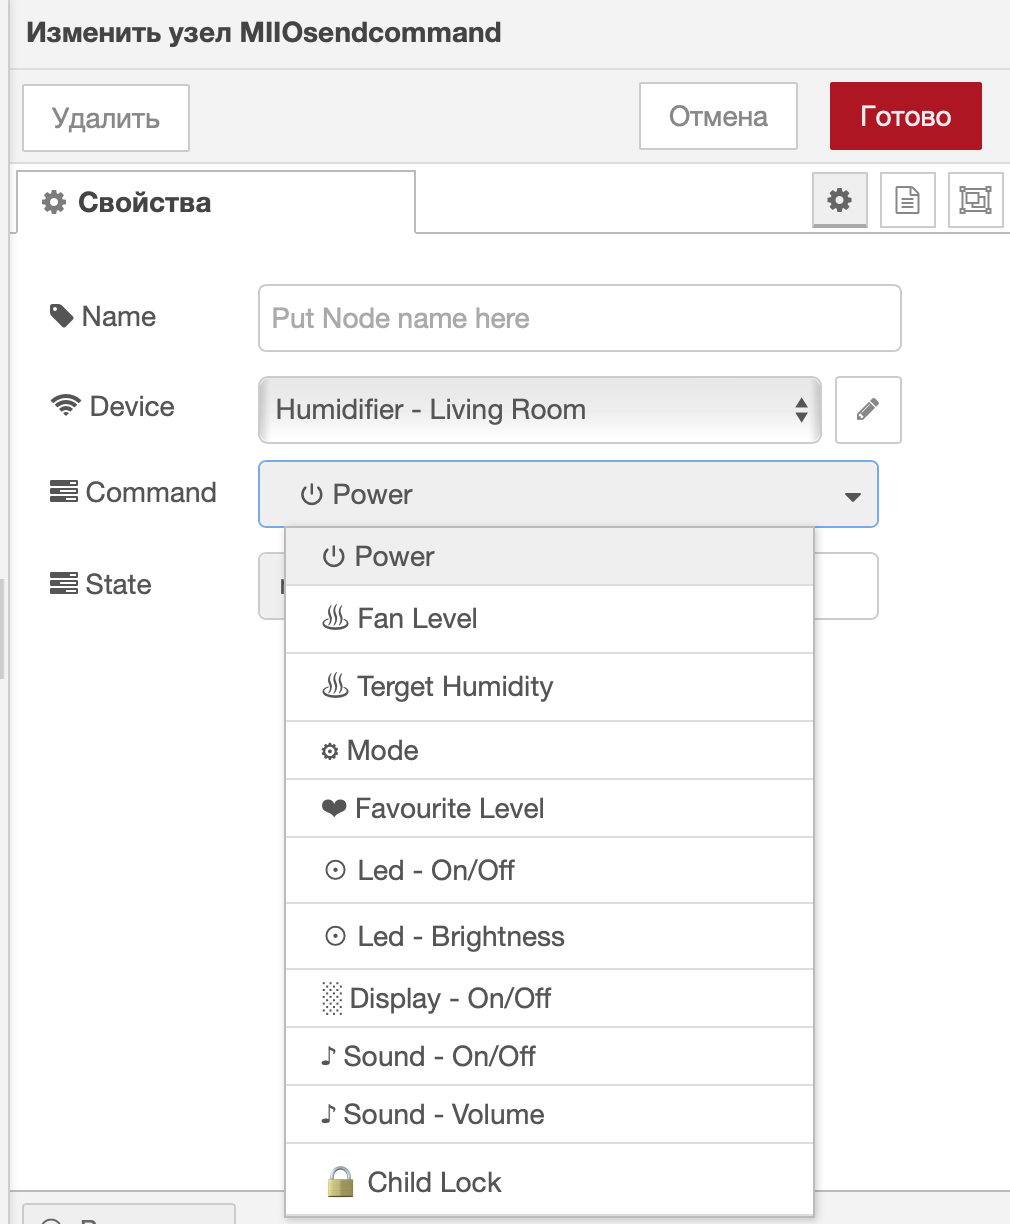 Изменить узел MIIOsendcommand
Удалить
Отмена
Готово
Свойства
Name
Put Node name here
Device
Humidifier - Living Room
Command
Power
State
Power
Fan Level
Terget Humidity
Mode
Favourite Level
Led - On/Off
Led - Brightness
Display - On/Off
Sound - On/Off
Sound - Volume
Child Lock